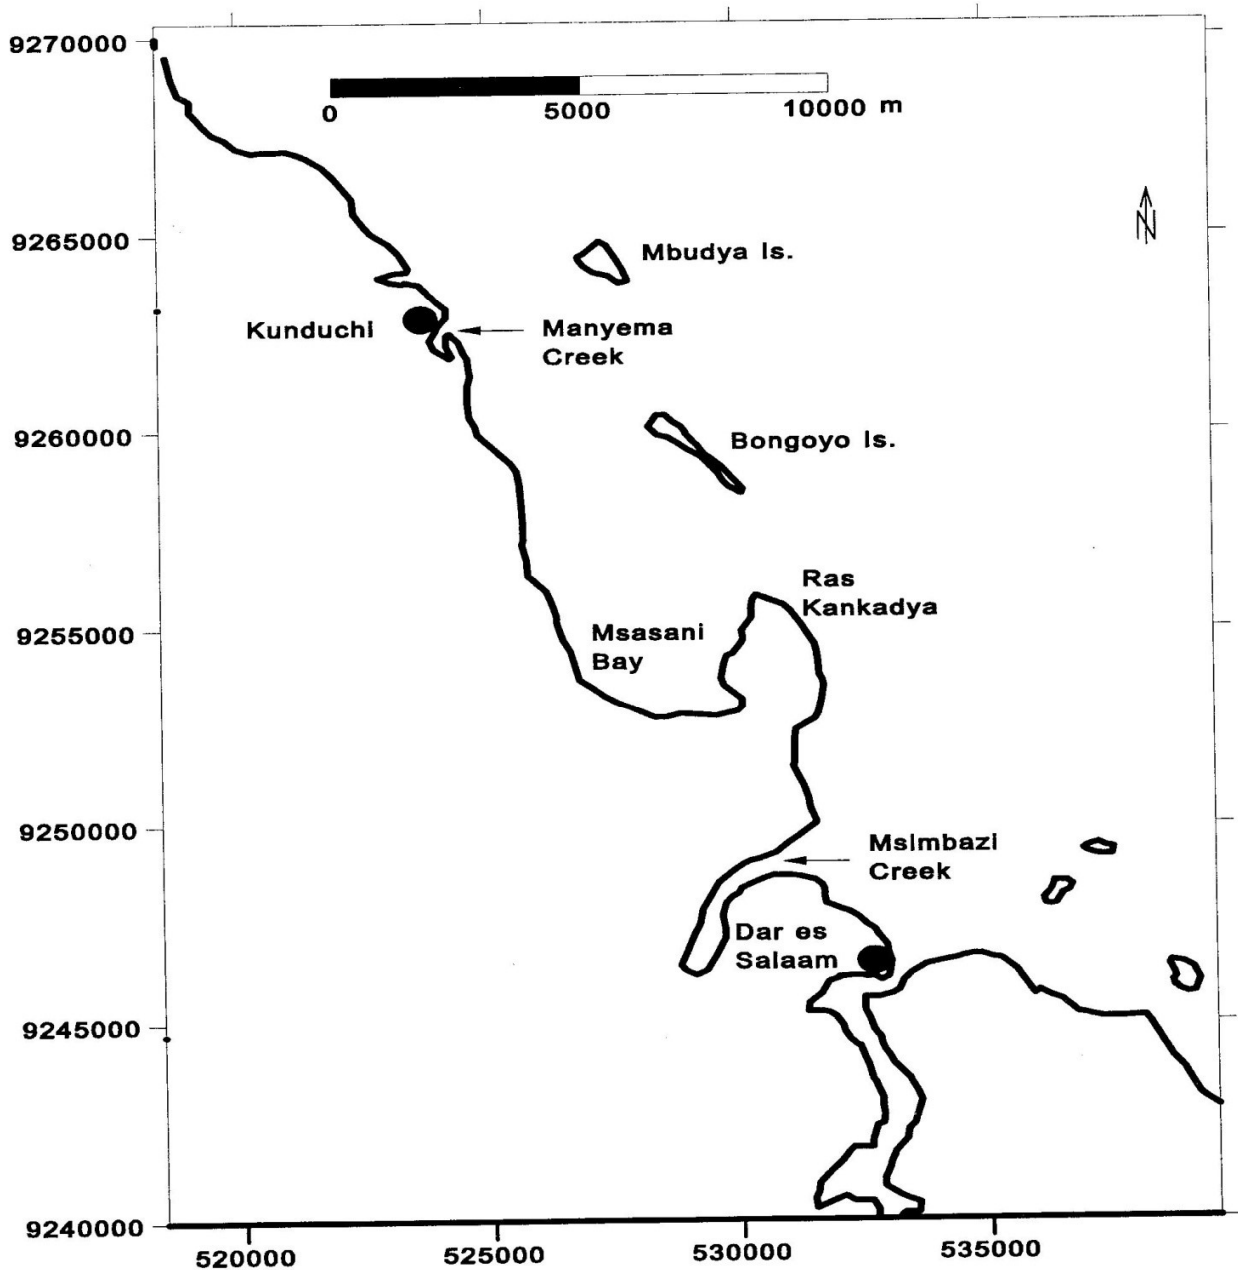 9270000
0 5000 10000 m
N
9265000
Mbudya Is.
Kunduchi
Manyema
Creek
9260000
Bongoyo Is.
Ras
Kankadya
9255000
Msasani
Bay
9250000
Msimbazi
Creek
Dar es
Salaam
9245000
9240000
520000 525000 530000 535000